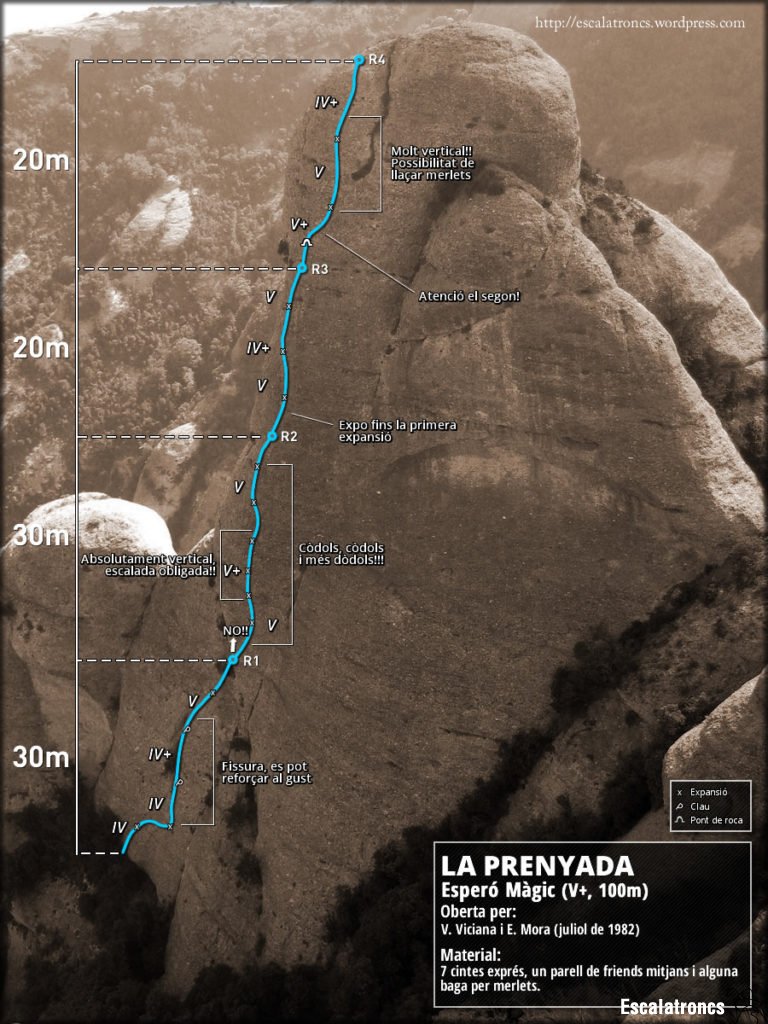 http://escalatroncs.wordpress.com
R4
IV+
20m
Molt vertical!!
Possibilitat de
llaçar merlets
V
V+
R3
Atenció el segon!
V
20m
IV+
V
Expo fins la primera
expansió
R2
V
30m
Còdols, còdols
i més dòdols!!!
Absolutament vertical,
escalada obligada!!
V+
V
NO!!
R1
V
30m
IV+
Fissura, es pot
reforçar al gust
IV
IV
x Expansió
Clau
Pont de roca
LA PRENYADA
Esperó Màgic (V+, 100m)
Oberta per:
V. Viciana i E. Mora (juliol de 1982)
Material:
7 cintes exprés, un parell de friends mitjans i alguna
baga per merlets.
Escalatroncs